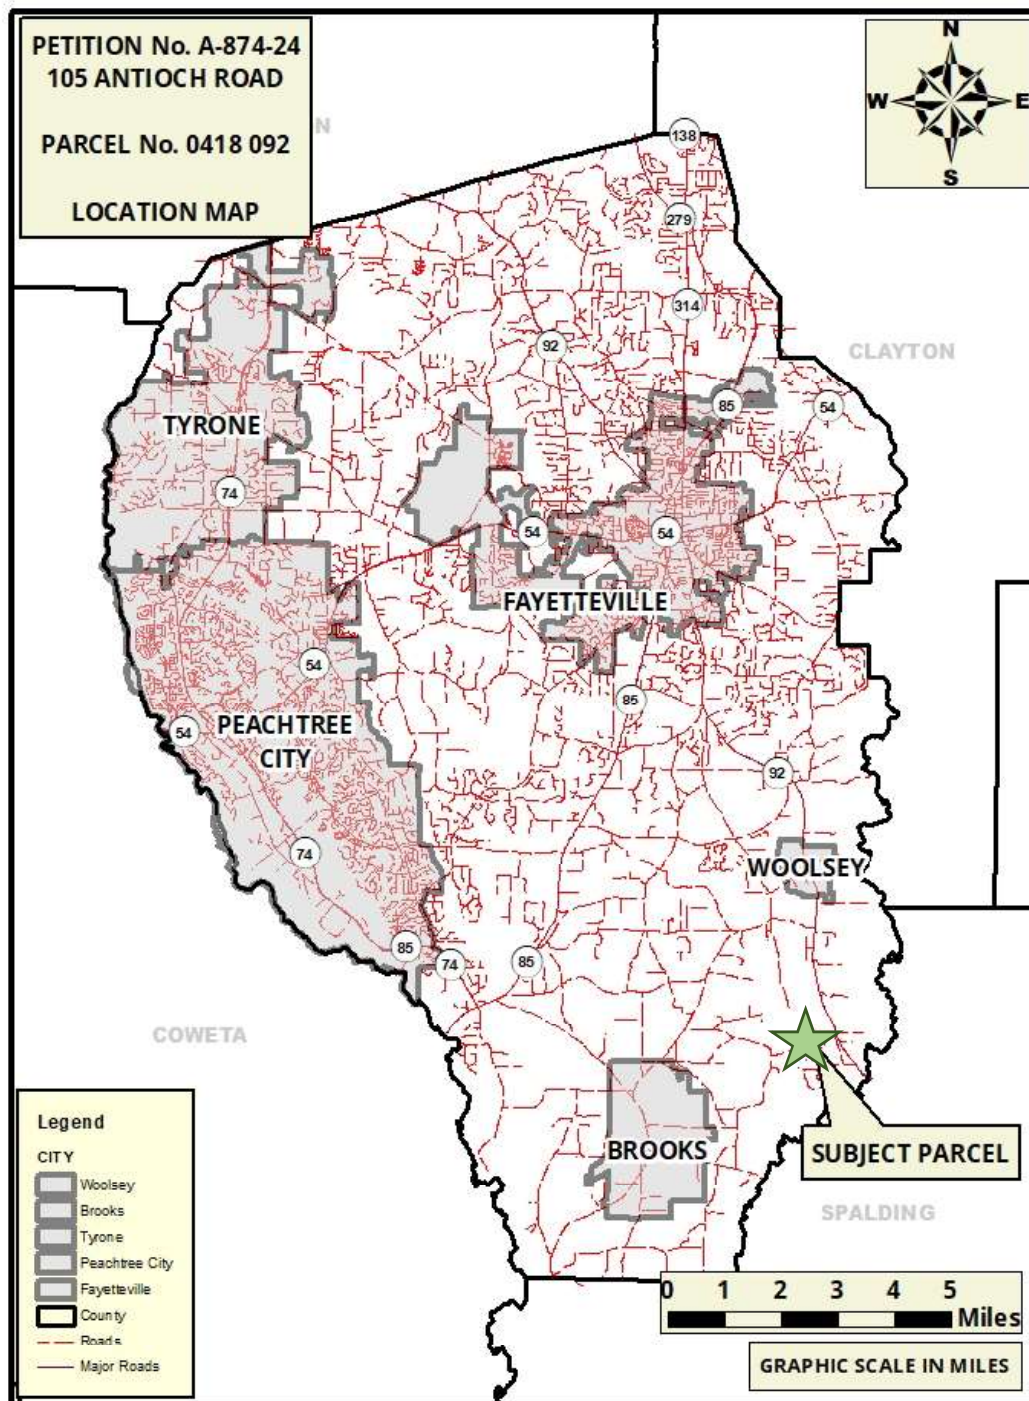 PETITION No. A-874-24
105 ANTIOCH ROAD
PARCEL No. 0418 092
LOCATION MAP
N
W
E
S
N
138
279
314
92
CLAYTON
85
54
TYRONE
74
54
54
FAYETTEVILLE
54
85
PEACHTREE
CITY
54
92
74
WOOLSEY
85
74
85
COWETA
BROOKS
SUBJECT PARCEL
SPALDING
Legend
CITY
Woolsey
Brooks
Tyrone
Peachtree City
Fayetteville
County
Roads
Major Roads
0 1 2 3 4 5
Miles
GRAPHIC SCALE IN MILES